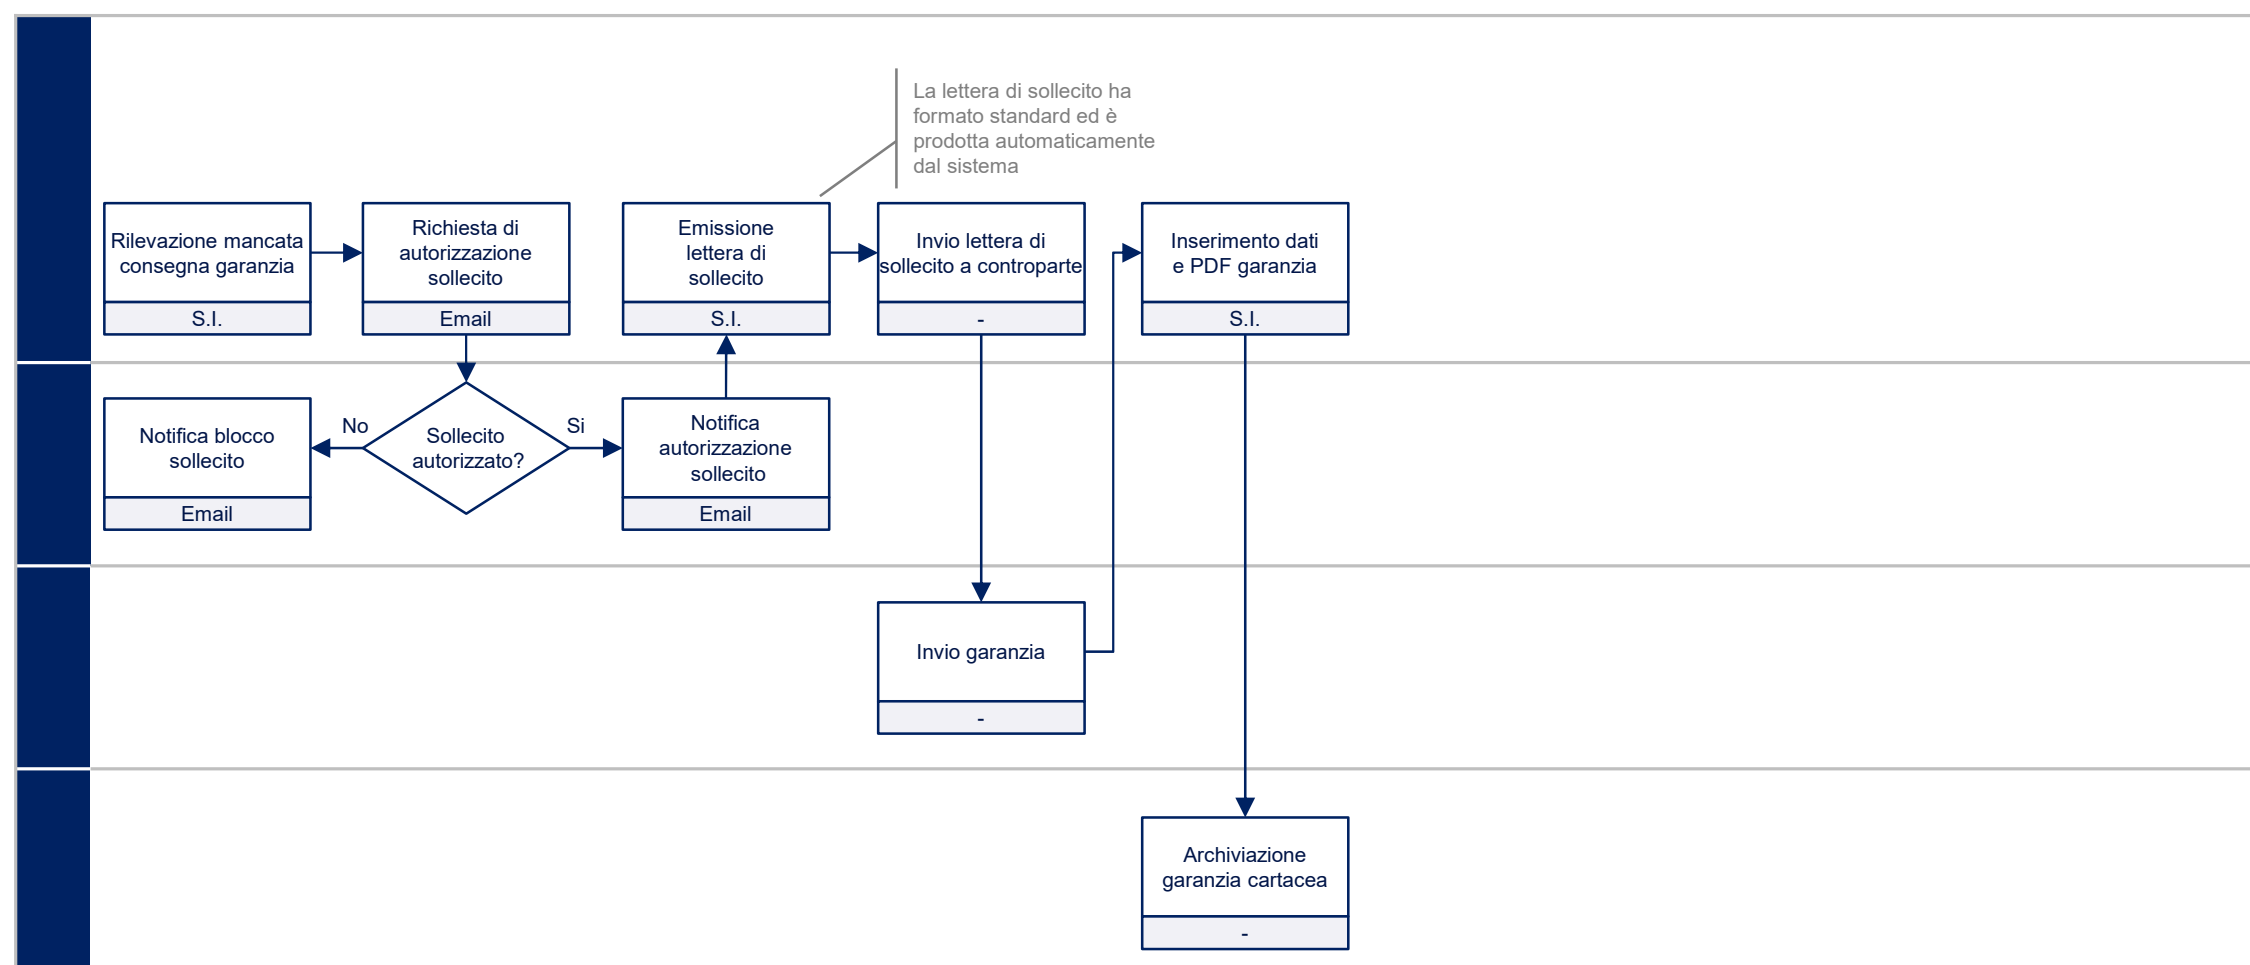 La lettera di sollecito ha
formato standard ed è
prodotta automaticamente
dal sistema
Rilevazione mancata
consegna garanzia
S.I.
Richiesta di
autorizzazione
sollecito
Email
Emissione
lettera di
sollecito
S.I.
Invio lettera di
sollecito a controparte
-
Inserimento dati
e PDF garanzia
S.I.
Notifica blocco
sollecito
Email
No
Sollecito
autorizzato?
Si
Notifica
autorizzazione
sollecito
Email
Invio garanzia
-
Archiviazione
garanzia cartacea
-